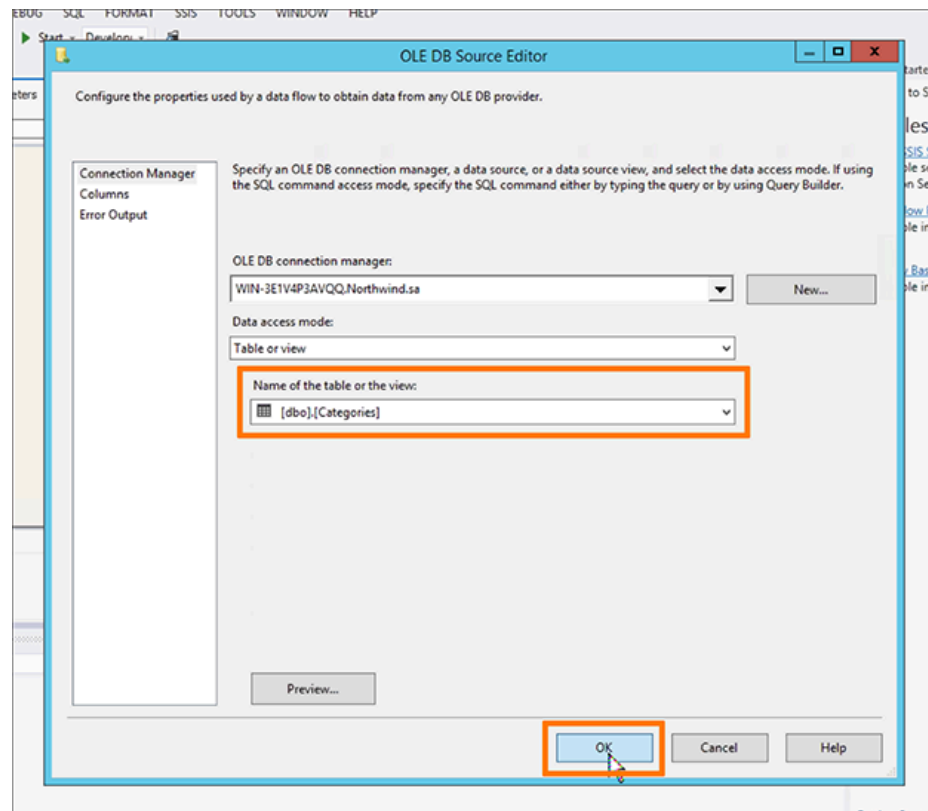 SQL FORMAT SSIS TOOLS WINDOW HELP
Start
OLE DB Source Editor
Configure the properties used by a data flow to obtain data from any OLE DB provider.
Connection Manager
Columns
Error Output
Specify an OLE DB connection manager, a data source, or a data source view, and select the data access mode. If using
the SQL command access mode, specify the SQL command either by typing the query or by using Query Builder.
OLE DB connection manager:
WIN-3E1V4P3AVQQ.Northwind.sa
New...
Data access mode:
Table or view
Name of the table or the view:
[dbo].[Categories]
Preview...
OK
Cancel
Help